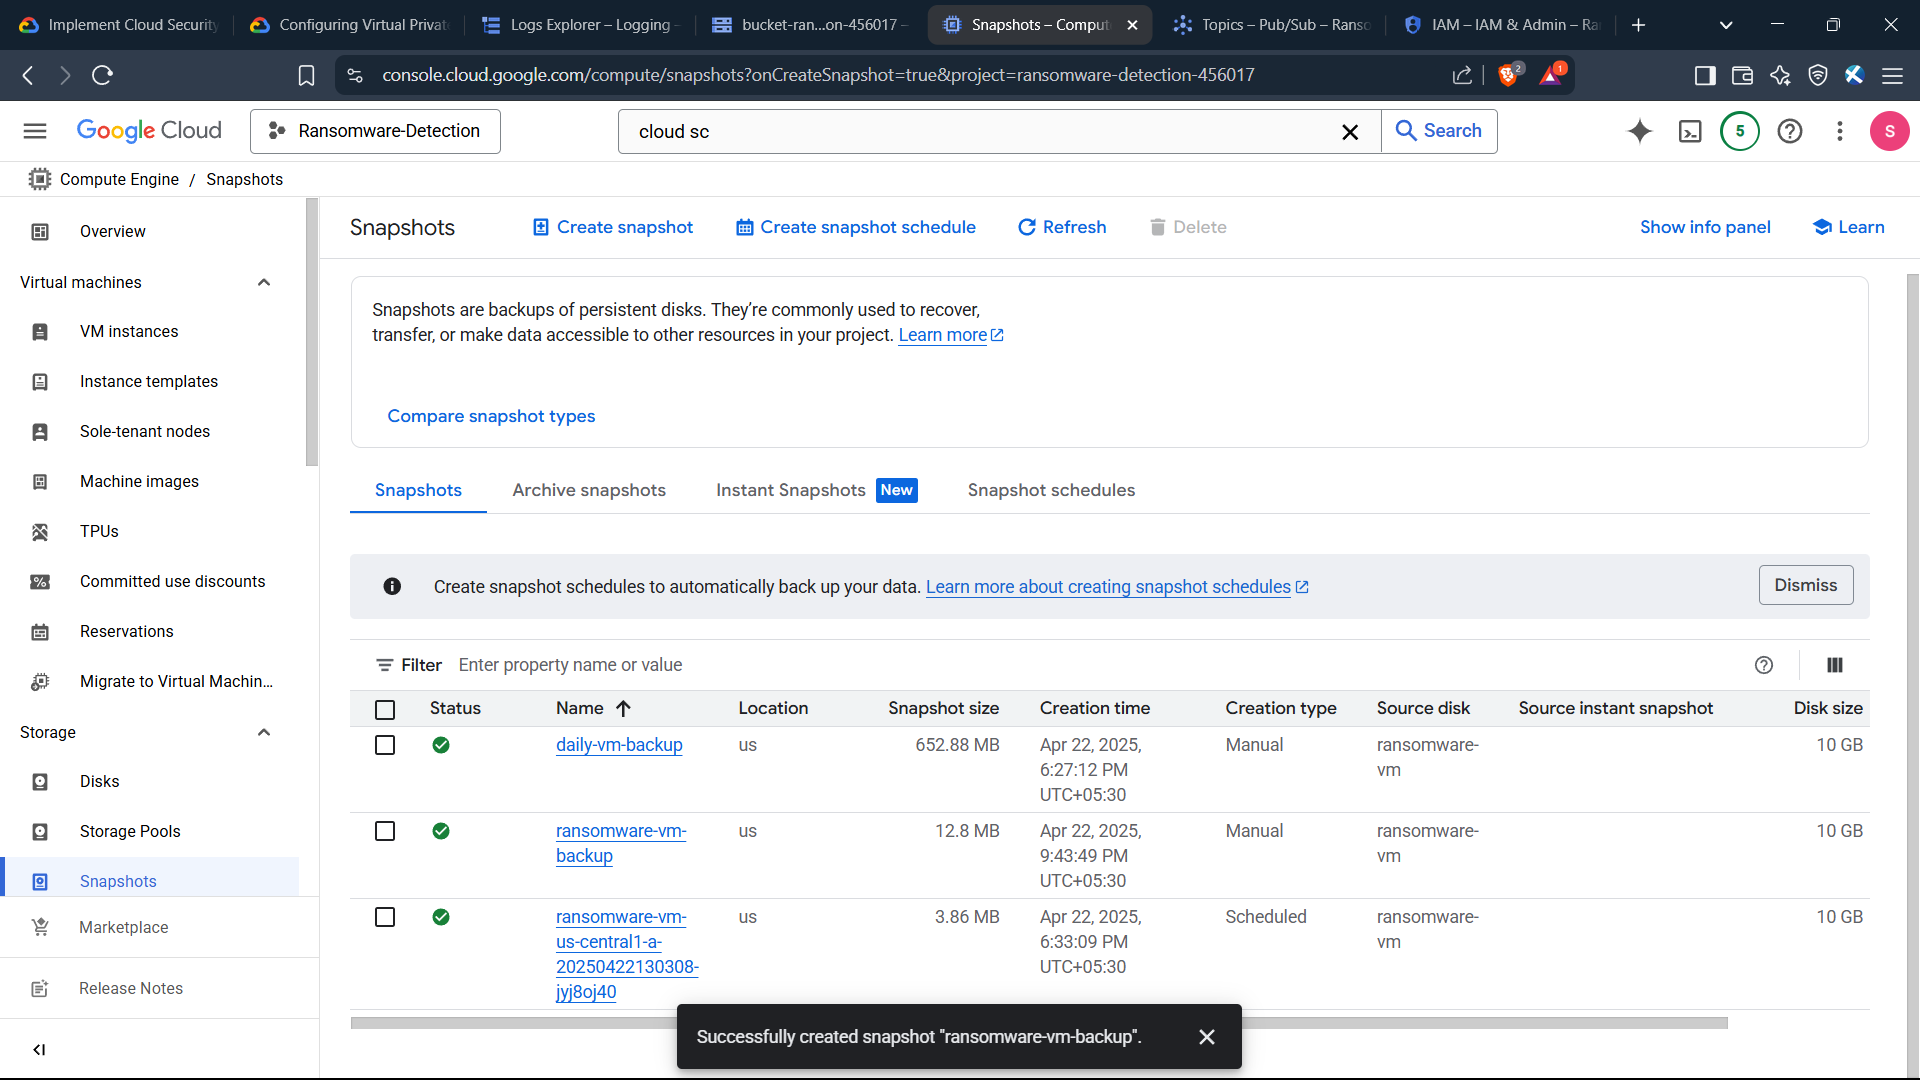 Implement Cloud Security
Configuring Virtual Privat
Logs Explorer – Logging –
bucket-ran...on-456017 –
Snapshots – Comput
Topics – Pub/Sub – Ranso
IAM – IAM & Admin – Ra
console.cloud.google.com/compute/snapshots?onCreateSnapshot=true&project=ransomware-detection-456017
2
1
Google Cloud
Ransomware-Detection
cloud sc
Search
5
S
Compute Engine / Snapshots
Overview
Virtual machines
VM instances
Instance templates
Sole-tenant nodes
Machine images
TPUs
Committed use discounts
Reservations
Migrate to Virtual Machin...
Storage
Disks
Storage Pools
Snapshots
Marketplace
Release Notes
Snapshots
Create snapshot
Create snapshot schedule
Refresh
Delete
Show info panel
Learn
Snapshots are backups of persistent disks. They’re commonly used to recover,
transfer, or make data accessible to other resources in your project. Learn more
Compare snapshot types
Snapshots
Archive snapshots
Instant Snapshots New
Snapshot schedules
Create snapshot schedules to automatically back up your data. Learn more about creating snapshot schedules
Dismiss
Filter Enter property name or value
Status Name Location Snapshot size Creation time Creation type Source disk Source instant snapshot Disk size
daily-vm-backup us 652.88 MB Apr 22, 2025, Manual ransomware- 10 GB
6:27:12 PM vm
UTC+05:30
ransomware-vm- us 12.8 MB Apr 22, 2025, Manual ransomware- 10 GB
backup 9:43:49 PM vm
UTC+05:30
ransomware-vm- us 3.86 MB Apr 22, 2025, Scheduled ransomware- 10 GB
us-central1-a- 6:33:09 PM vm
20250422130308- UTC+05:30
jyj8oj40
Successfully created snapshot "ransomware-vm-backup".